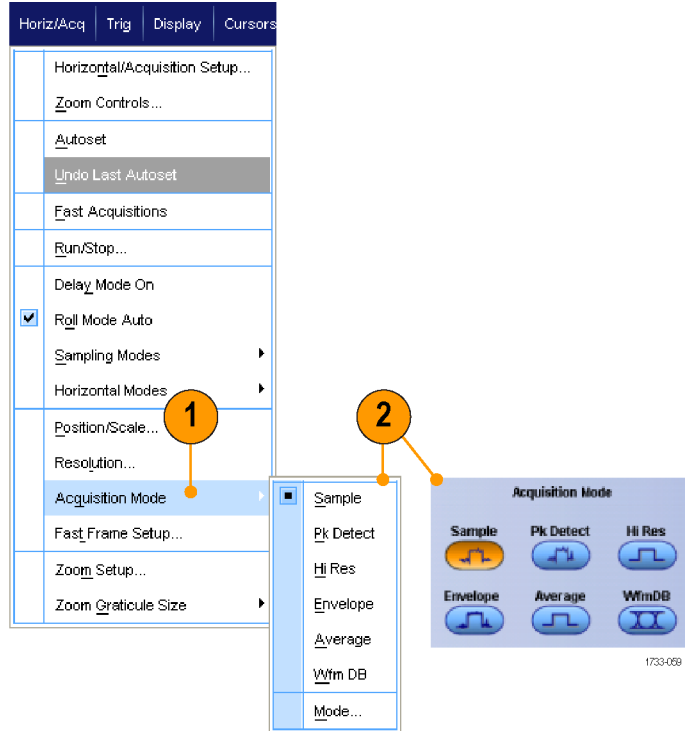 Horiz/Acq Trig Display Cursors
Horizontal/Acquisition Setup...
Zoom Controls...
Autoset
Undo Last Autoset
Fast Acquisitions
Run/Stop...
Delay Mode On
Roll Mode Auto
Sampling Modes
Horizontal Modes
Position/Scale...
Resolution...
Acquisition Mode
Fast Frame Setup...
Zoom Setup...
Zoom Graticule Size
1
2
Sample
Pk Detect
Hi Res
Envelope
Average
Wfm DB
Mode...
Acquisition Mode
Sample Pk Detect Hi Res
Envelope Average WfmDB
1733-059